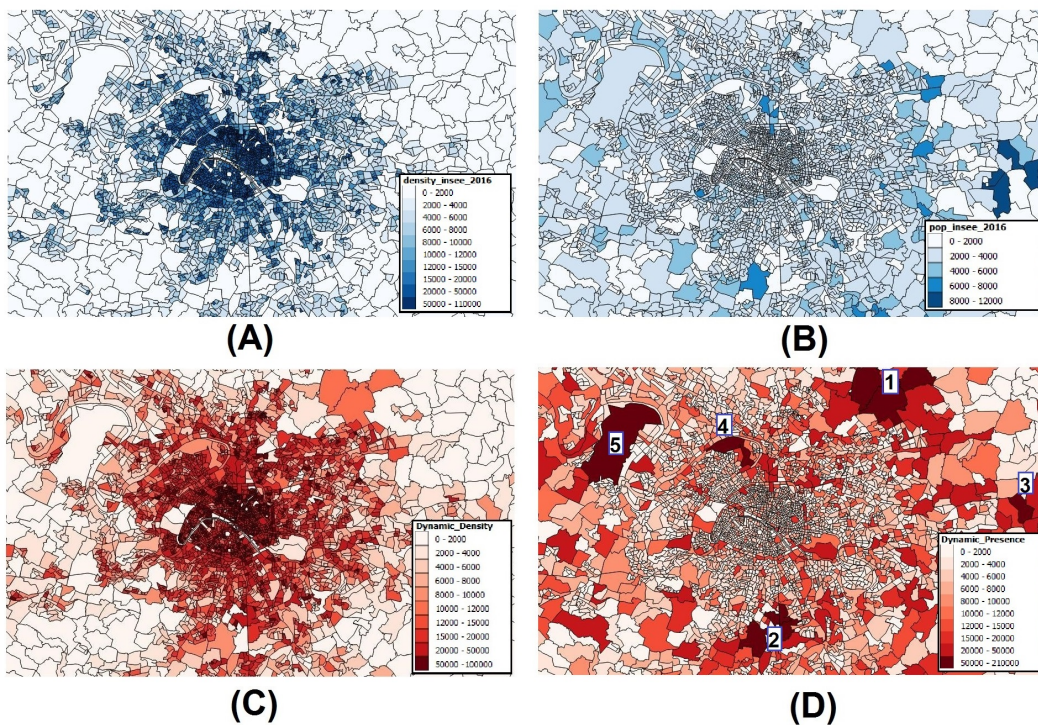 density_insee_2016
0 - 2000
2000 - 4000
4000 - 6000
6000 - 8000
8000 - 10000
10000 - 12000
12000 - 15000
15000 - 20000
20000 - 50000
50000 - 110000
(A)
pop_insee_2016
0 - 2000
2000 - 4000
4000 - 6000
6000 - 8000
8000 - 12000
(B)
Dynamic_Density
0 - 2000
2000 - 4000
4000 - 6000
6000 - 8000
8000 - 10000
10000 - 12000
12000 - 15000
15000 - 20000
20000 - 50000
50000 - 100000
(C)
1
4
5
3
2
Dynamic_Presence
0 - 2000
2000 - 4000
4000 - 6000
6000 - 8000
8000 - 10000
10000 - 12000
12000 - 15000
15000 - 20000
20000 - 50000
50000 - 210000
(D)